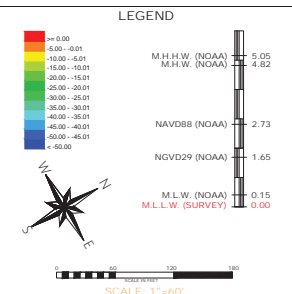 LEGEND
>= 0.00
-5.00 - -0.01
-10.00 - -5.01
-15.00 - -10.01
-20.00 - -15.01
-25.00 - -20.01
-30.00 - -25.01
-35.00 - -30.01
-40.00 - -35.01
-45.00 - -40.01
-50.00 - -45.01
< -50.00
M.H.H.W. (NOAA) 5.05
M.H.W. (NOAA) 4.82
NAVD88 (NOAA) 2.73
NGVD29 (NOAA) 1.65
M.L.W. (NOAA) 0.15
M.L.L.W. (SURVEY) 0.00
W
N
S
E
0 60 120 180
SCALE IN FEET
SCALE: 1"=60'